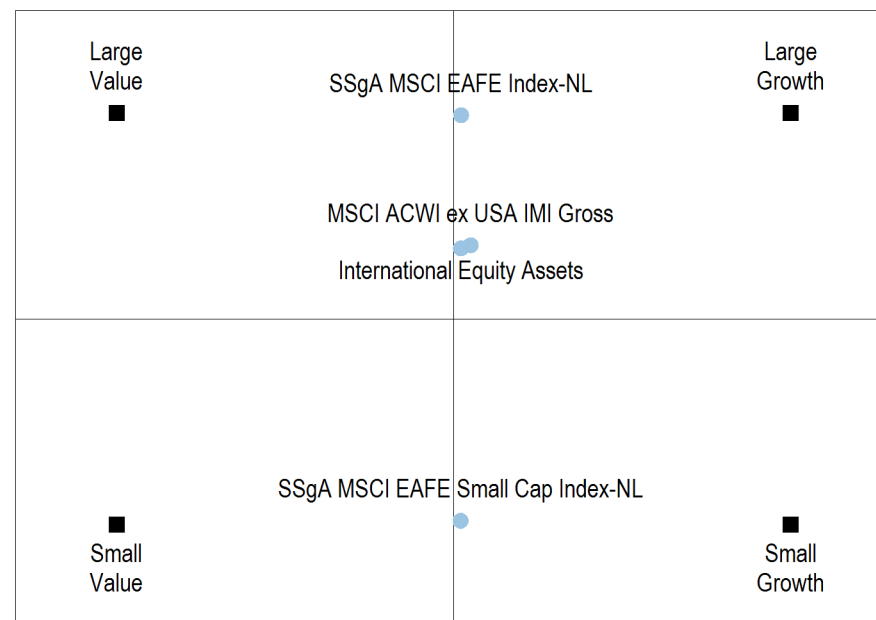 Large
Value
Large
Growth
SSgA MSCI EAFE Index-NL
MSCI ACWI ex USA IMI Gross
International Equity Assets
SSgA MSCI EAFE Small Cap Index-NL
Small
Value
Small
Growth